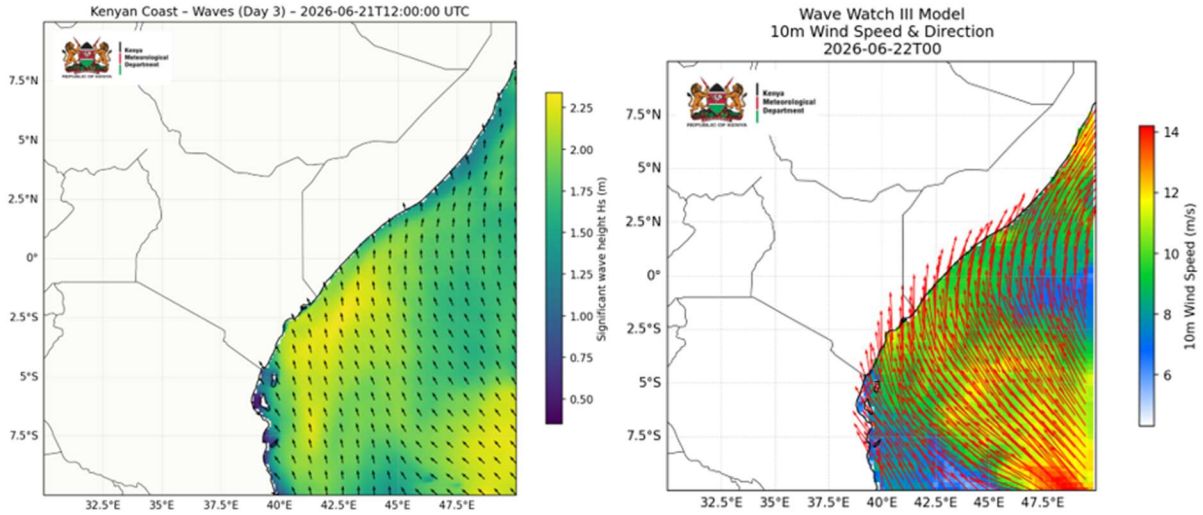 Kenyan Coast – Waves (Day 3) – 2026-06-21T12:00:00 UTC
REPUBLIC OF KENYA
Kenya
Meteorological
Department
7.5°N
5°N
2.5°N
0°
2.5°S
5°S
7.5°S
32.5°E
35°E
37.5°E
40°E
42.5°E
45°E
47.5°E
2.25
2.00
1.75
1.50
1.25
1.00
0.75
0.50
Significant wave height Hs (m)
Wave Watch III Model
10m Wind Speed & Direction
2026-06-22T00
REPUBLIC OF KENYA
Kenya
Meteorological
Department
7.5°N
5°N
2.5°N
0°
2.5°S
5°S
7.5°S
32.5°E
35°E
37.5°E
40°E
42.5°E
45°E
47.5°E
14
12
10
8
6
10m Wind Speed (m/s)